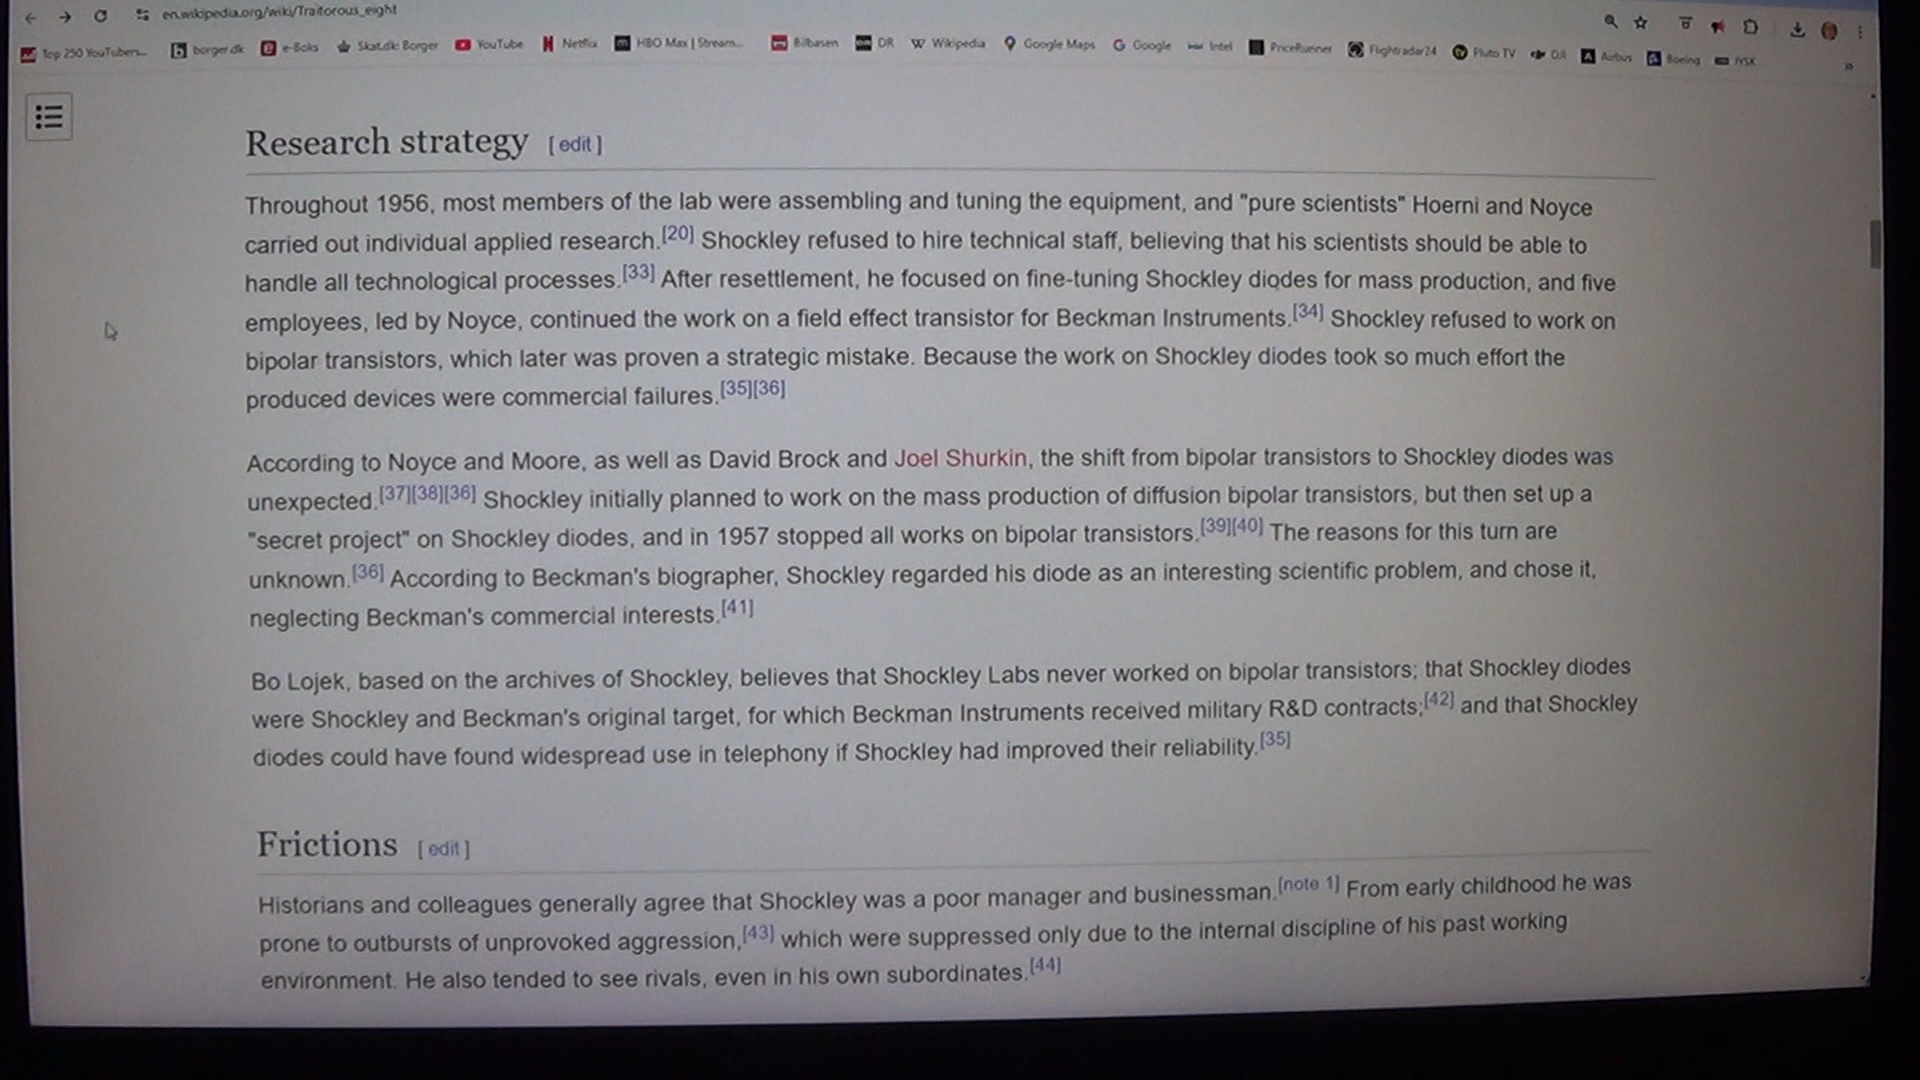 en.wikipedia.org/wiki/Traitorous_eight
Top 250 YouTubers... borger.dk e-Boks Skat.dk: Borger YouTube Netflix HBO Max | Stream... Bilbasen DR Wikipedia Google Maps Google Intel PriceRunner Flightradar24 Pluto TV DJI Airbus Boeing JYSK »
Research strategy [ edit ]
Throughout 1956, most members of the lab were assembling and tuning the equipment, and "pure scientists" Hoerni and Noyce
carried out individual applied research.[20] Shockley refused to hire technical staff, believing that his scientists should be able to
handle all technological processes.[33] After resettlement, he focused on fine-tuning Shockley diodes for mass production, and five
employees, led by Noyce, continued the work on a field effect transistor for Beckman Instruments.[34] Shockley refused to work on
bipolar transistors, which later was proven a strategic mistake. Because the work on Shockley diodes took so much effort the
produced devices were commercial failures.[35][36]
According to Noyce and Moore, as well as David Brock and Joel Shurkin, the shift from bipolar transistors to Shockley diodes was
unexpected.[37][38][36] Shockley initially planned to work on the mass production of diffusion bipolar transistors, but then set up a
"secret project" on Shockley diodes, and in 1957 stopped all works on bipolar transistors.[39][40] The reasons for this turn are
unknown.[36] According to Beckman's biographer, Shockley regarded his diode as an interesting scientific problem, and chose it,
neglecting Beckman's commercial interests.[41]
Bo Lojek, based on the archives of Shockley, believes that Shockley Labs never worked on bipolar transistors; that Shockley diodes
were Shockley and Beckman's original target, for which Beckman Instruments received military R&D contracts;[42] and that Shockley
diodes could have found widespread use in telephony if Shockley had improved their reliability.[35]
Frictions [ edit ]
Historians and colleagues generally agree that Shockley was a poor manager and businessman.[note 1] From early childhood he was
prone to outbursts of unprovoked aggression,[43] which were suppressed only due to the internal discipline of his past working
environment. He also tended to see rivals, even in his own subordinates.[44]